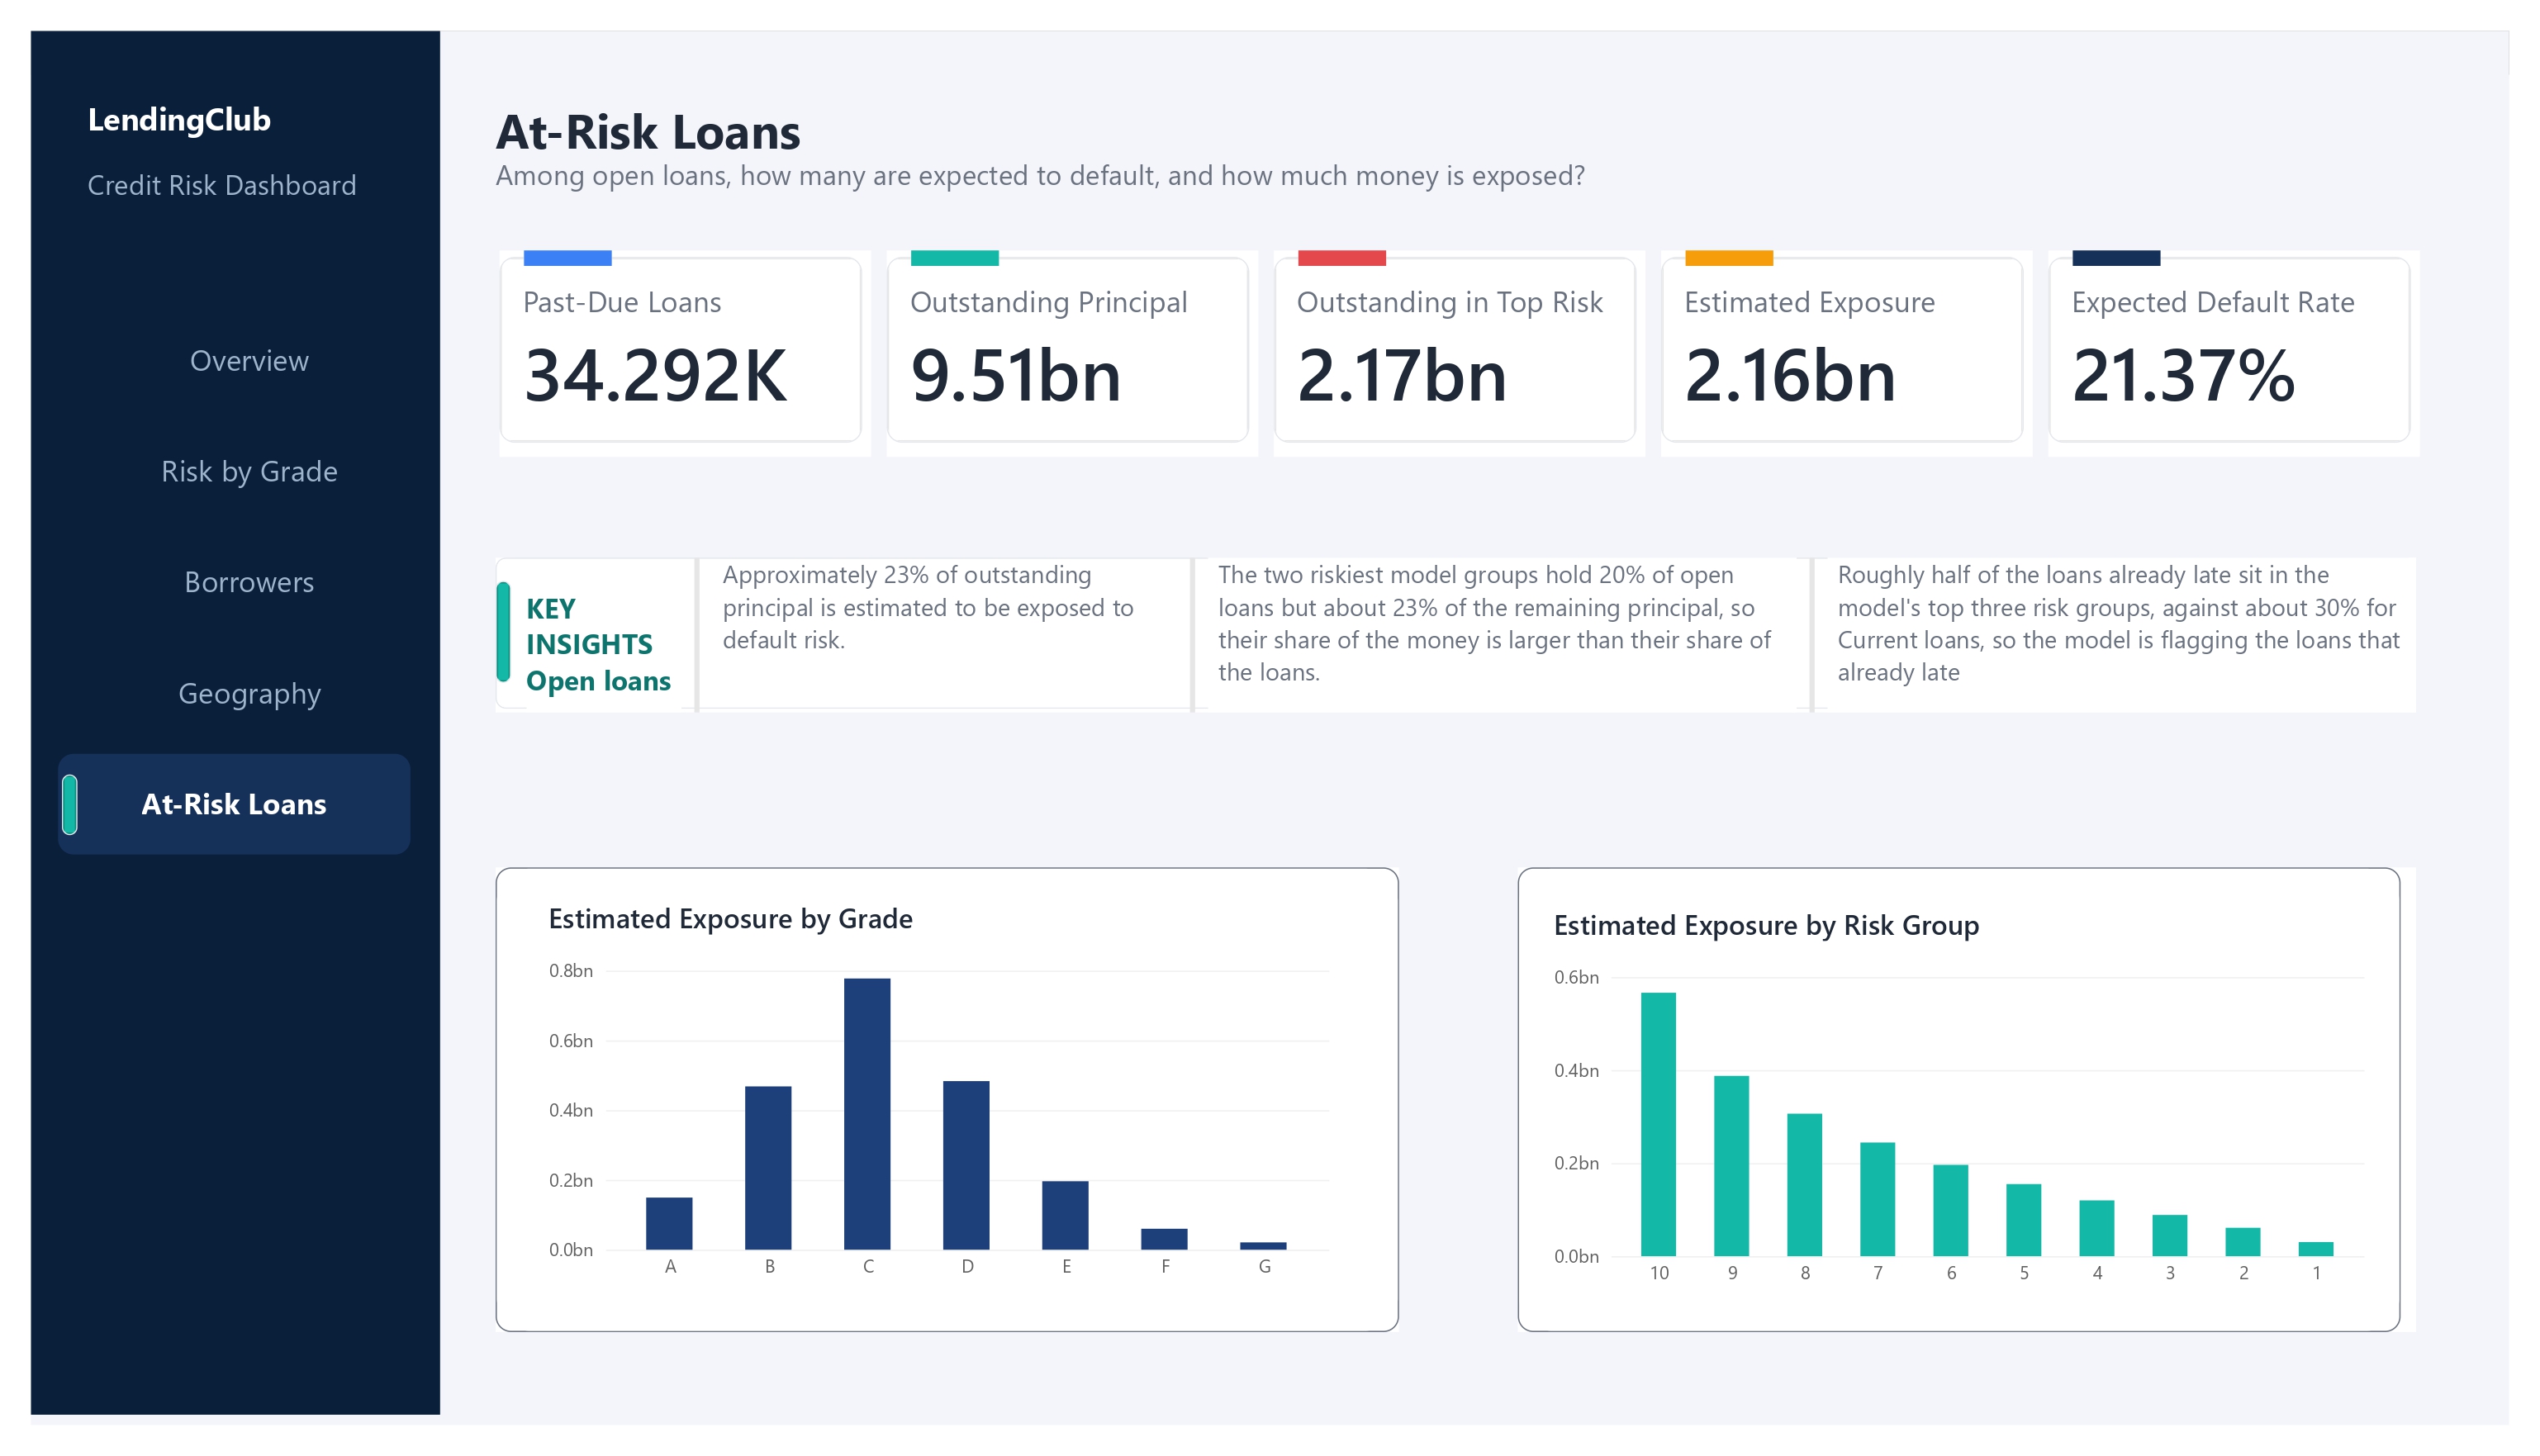 LendingClub
Credit Risk Dashboard
Overview
Risk by Grade
Borrowers
Geography
At-Risk Loans
At-Risk Loans
Among open loans, how many are expected to default, and how much money is exposed?
Past-Due Loans
34.292K
Outstanding Principal
9.51bn
Outstanding in Top Risk
2.17bn
Estimated Exposure
2.16bn
Expected Default Rate
21.37%
KEY
INSIGHTS
Open loans
Approximately 23% of outstanding
principal is estimated to be exposed to
default risk.
The two riskiest model groups hold 20% of open
loans but about 23% of the remaining principal, so
their share of the money is larger than their share of
the loans.
Roughly half of the loans already late sit in the
model's top three risk groups, against about 30% for
Current loans, so the model is flagging the loans that
already late
Estimated Exposure by Grade
0.8bn
0.6bn
0.4bn
0.2bn
0.0bn
A B C D E F G
Estimated Exposure by Risk Group
0.6bn
0.4bn
0.2bn
0.0bn
10 9 8 7 6 5 4 3 2 1